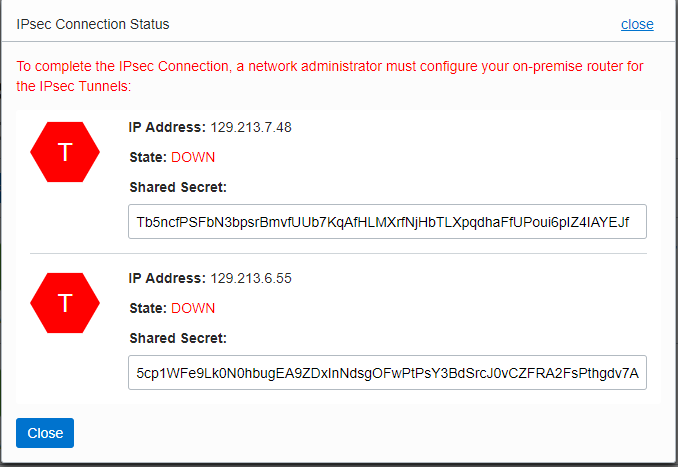 IPsec Connection Status
close
To complete the IPsec Connection, a network administrator must configure your on-premise router for
the IPsec Tunnels:
T
IP Address: 129.213.7.48
State: DOWN
Shared Secret:
Tb5ncfPSFbN3bpsrBmvfUUb7KqAfHLMXrfNjHbTLXpqdhaFfUPoui6pIZ4IAYEJf
T
IP Address: 129.213.6.55
State: DOWN
Shared Secret:
5cp1WFe9Lk0N0hbugEA9ZDxInNdsgOFwPtPsY3BdSrcJ0vCZFRA2FsPthgdv7A
Close